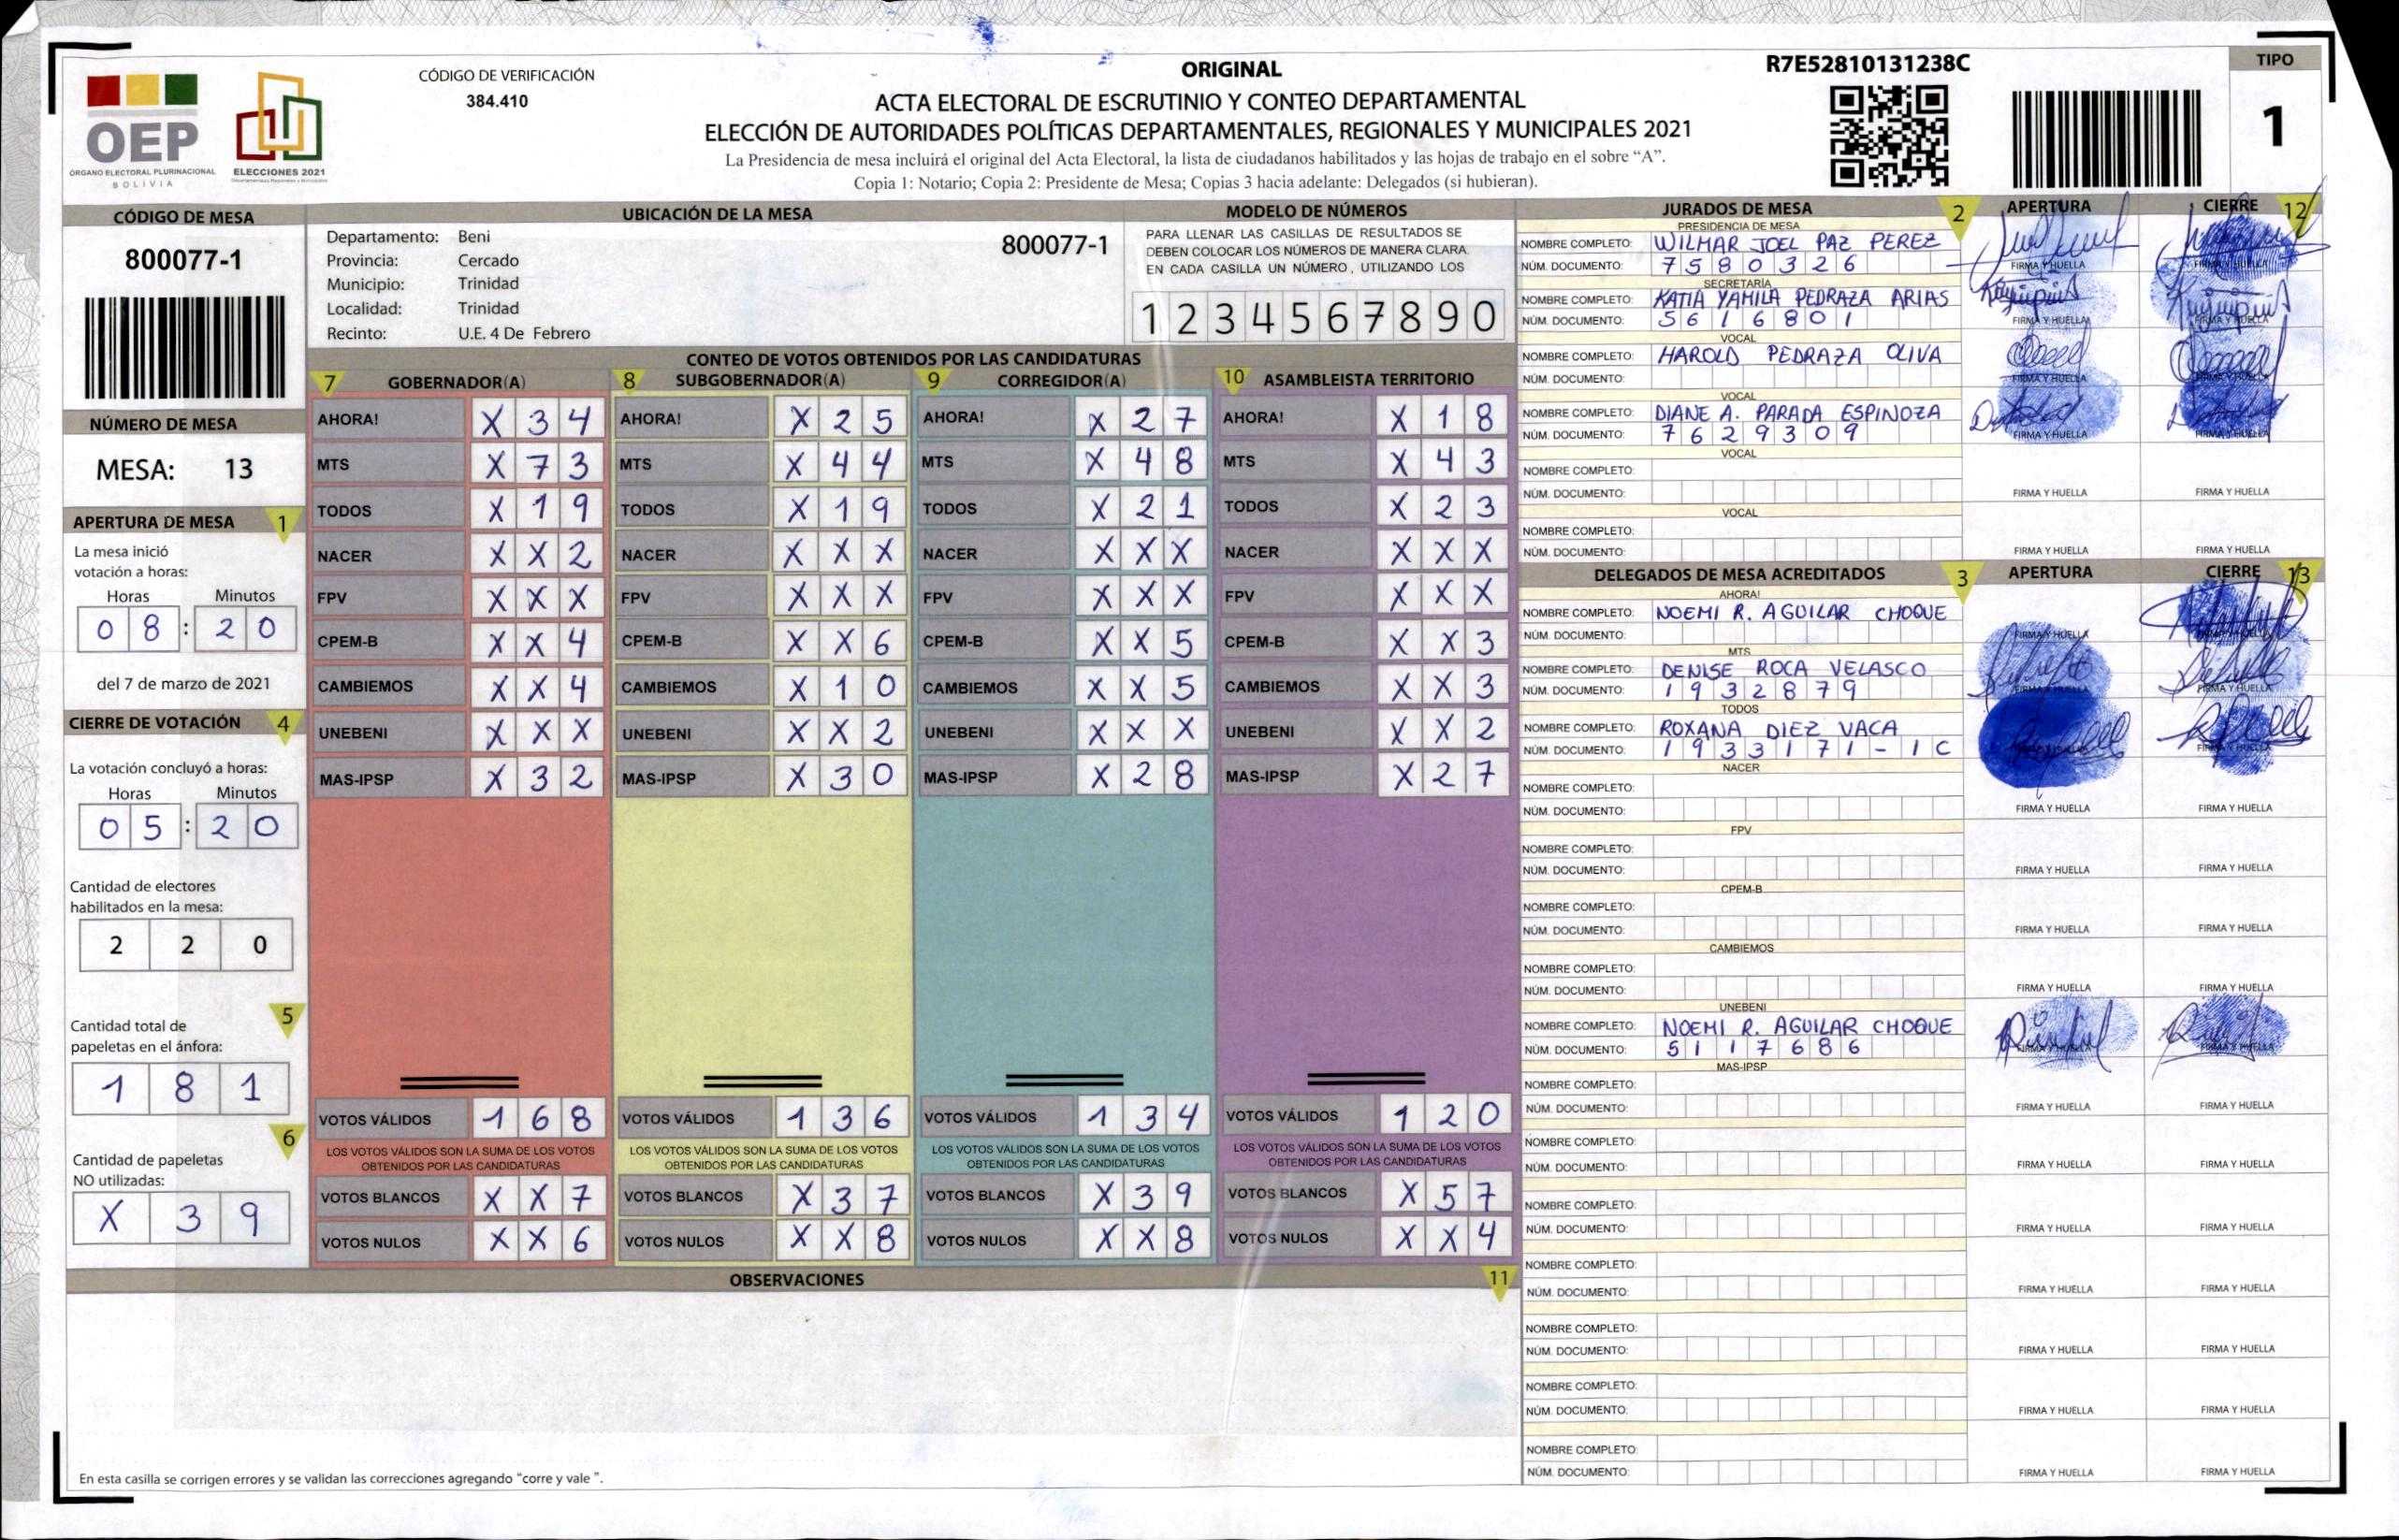 CÓDIGO DE VERIFICACIÓN
384.410
OEP
ÓRGANO ELECTORAL PLURINACIONAL
BOLIVIA
ELECCIONES 2021
ORIGINAL
ACTA ELECTORAL DE ESCRUTINIO Y CONTEO DEPARTAMENTAL
ELECCIÓN DE AUTORIDADES POLÍTICAS DEPARTAMENTALES, REGIONALES Y MUNICIPALES 2021
La Presidencia de mesa incluirá el original del Acta Electoral, la lista de ciudadanos habilitados y las hojas de trabajo en el sobre “A”.
Copia 1: Notario; Copia 2: Presidente de Mesa; Copias 3 hacia adelante: Delegados (si hubieran).
R7E52810131238C
TIPO
1
CÓDIGO DE MESA
800077-1
NÚMERO DE MESA
MESA: 13
APERTURA DE MESA 1
La mesa inició
votación a horas:
Horas Minutos
0 8 : 2 0
del 7 de marzo de 2021
CIERRE DE VOTACIÓN 4
La votación concluyó a horas:
Horas Minutos
0 5 : 2 0
Cantidad de electores
habilitados en la mesa:
2 2 0
5
Cantidad total de
papeletas en el ánfora:
1 8 1
6
Cantidad de papeletas
NO utilizadas:
X 3 9
UBICACIÓN DE LA MESA
Departamento: Beni
800077-1
Provincia: Cercado
Municipio: Trinidad
Localidad: Trinidad
Recinto: U.E. 4 De Febrero
MODELO DE NÚMEROS
PARA LLENAR LAS CASILLAS DE RESULTADOS SE
DEBEN COLOCAR LOS NÚMEROS DE MANERA CLARA.
EN CADA CASILLA UN NÚMERO, UTILIZANDO LOS
1 2 3 4 5 6 7 8 9 0
CONTEO DE VOTOS OBTENIDOS POR LAS CANDIDATURAS
7 GOBERNADOR(A) 8 SUBGOBERNADOR(A) 9 CORREGIDOR(A) 10 ASAMBLEISTA TERRITORIO
AHORA! X 3 4 AHORA! X 2 5 AHORA! X 2 7 AHORA! X 1 8
MTS X 7 3 MTS X 4 4 MTS X 4 8 MTS X 4 3
TODOS X 1 9 TODOS X 1 9 TODOS X 2 1 TODOS X 2 3
NACER X X 2 NACER X X X NACER X X X NACER X X X
FPV X X X FPV X X X FPV X X X FPV X X X
CPEM-B X X 4 CPEM-B X X 6 CPEM-B X X 5 CPEM-B X X 3
CAMBIEMOS X X 4 CAMBIEMOS X 1 0 CAMBIEMOS X X 5 CAMBIEMOS X X 3
UNEBENI X X X UNEBENI X X 2 UNEBENI X X X UNEBENI X X 2
MAS-IPSP X 3 2 MAS-IPSP X 3 0 MAS-IPSP X 2 8 MAS-IPSP X 2 7
VOTOS VÁLIDOS 1 6 8 VOTOS VÁLIDOS 1 3 6 VOTOS VÁLIDOS 1 3 4 VOTOS VÁLIDOS 1 2 0
LOS VOTOS VÁLIDOS SON LA SUMA DE LOS VOTOS LOS VOTOS VÁLIDOS SON LA SUMA DE LOS VOTOS LOS VOTOS VÁLIDOS SON LA SUMA DE LOS VOTOS LOS VOTOS VÁLIDOS SON LA SUMA DE LOS VOTOS
OBTENIDOS POR LAS CANDIDATURAS OBTENIDOS POR LAS CANDIDATURAS OBTENIDOS POR LAS CANDIDATURAS OBTENIDOS POR LAS CANDIDATURAS
VOTOS BLANCOS X X 7 VOTOS BLANCOS X 3 7 VOTOS BLANCOS X 3 9 VOTOS BLANCOS X 5 7
VOTOS NULOS X X 6 VOTOS NULOS X X 8 VOTOS NULOS X X 8 VOTOS NULOS X X 4
OBSERVACIONES 11
En esta casilla se corrigen errores y se validan las correcciones agregando “corre y vale”.
JURADOS DE MESA 2 APERTURA CIERRE 12
PRESIDENCIA DE MESA
NOMBRE COMPLETO: WILMAR JOEL PAZ PEREZ
NÚM. DOCUMENTO: 7 5 8 0 3 2 6 FIRMA Y HUELLA FIRMA Y HUELLA
SECRETARÍA
NOMBRE COMPLETO: KATIA YAMILA PEDRAZA ARIAS
NÚM. DOCUMENTO: 5 6 1 6 8 0 1 FIRMA Y HUELLA FIRMA Y HUELLA
VOCAL
NOMBRE COMPLETO: HAROLD PEDRAZA OLIVA
NÚM. DOCUMENTO: FIRMA Y HUELLA FIRMA Y HUELLA
VOCAL
NOMBRE COMPLETO: DIANE A. PARADA ESPINOZA
NÚM. DOCUMENTO: 7 6 2 9 3 0 9 FIRMA Y HUELLA FIRMA Y HUELLA
VOCAL
NOMBRE COMPLETO:
NÚM. DOCUMENTO: FIRMA Y HUELLA FIRMA Y HUELLA
VOCAL
NOMBRE COMPLETO:
NÚM. DOCUMENTO: FIRMA Y HUELLA FIRMA Y HUELLA
DELEGADOS DE MESA ACREDITADOS 3 APERTURA CIERRE 13
AHORA!
NOMBRE COMPLETO: NOEMI R. AGUILAR CHOQUE
NÚM. DOCUMENTO: FIRMA Y HUELLA FIRMA Y HUELLA
MTS
NOMBRE COMPLETO: DENISE ROCA VELASCO
NÚM. DOCUMENTO: 1 9 3 2 8 7 9 FIRMA Y HUELLA
TODOS
NOMBRE COMPLETO: ROXANA DIEZ VACA
NÚM. DOCUMENTO: 1 9 3 3 1 7 1 - 1 C FIRMA Y HUELLA
NACER
NOMBRE COMPLETO:
NÚM. DOCUMENTO: FIRMA Y HUELLA FIRMA Y HUELLA
FPV
NOMBRE COMPLETO:
NÚM. DOCUMENTO: FIRMA Y HUELLA FIRMA Y HUELLA
CPEM-B
NOMBRE COMPLETO:
NÚM. DOCUMENTO: FIRMA Y HUELLA FIRMA Y HUELLA
CAMBIEMOS
NOMBRE COMPLETO:
NÚM. DOCUMENTO: FIRMA Y HUELLA FIRMA Y HUELLA
UNEBENI
NOMBRE COMPLETO: NOEMI R. AGUILAR CHOQUE
NÚM. DOCUMENTO: 5 1 1 7 6 8 6 FIRMA Y HUELLA FIRMA Y HUELLA
MAS-IPSP
NOMBRE COMPLETO:
NÚM. DOCUMENTO: FIRMA Y HUELLA FIRMA Y HUELLA
NOMBRE COMPLETO:
NÚM. DOCUMENTO: FIRMA Y HUELLA FIRMA Y HUELLA
NOMBRE COMPLETO:
NÚM. DOCUMENTO: FIRMA Y HUELLA FIRMA Y HUELLA
NOMBRE COMPLETO:
NÚM. DOCUMENTO: FIRMA Y HUELLA FIRMA Y HUELLA
NOMBRE COMPLETO:
NÚM. DOCUMENTO: FIRMA Y HUELLA FIRMA Y HUELLA
NOMBRE COMPLETO:
NÚM. DOCUMENTO: FIRMA Y HUELLA FIRMA Y HUELLA
NOMBRE COMPLETO:
NÚM. DOCUMENTO: FIRMA Y HUELLA FIRMA Y HUELLA